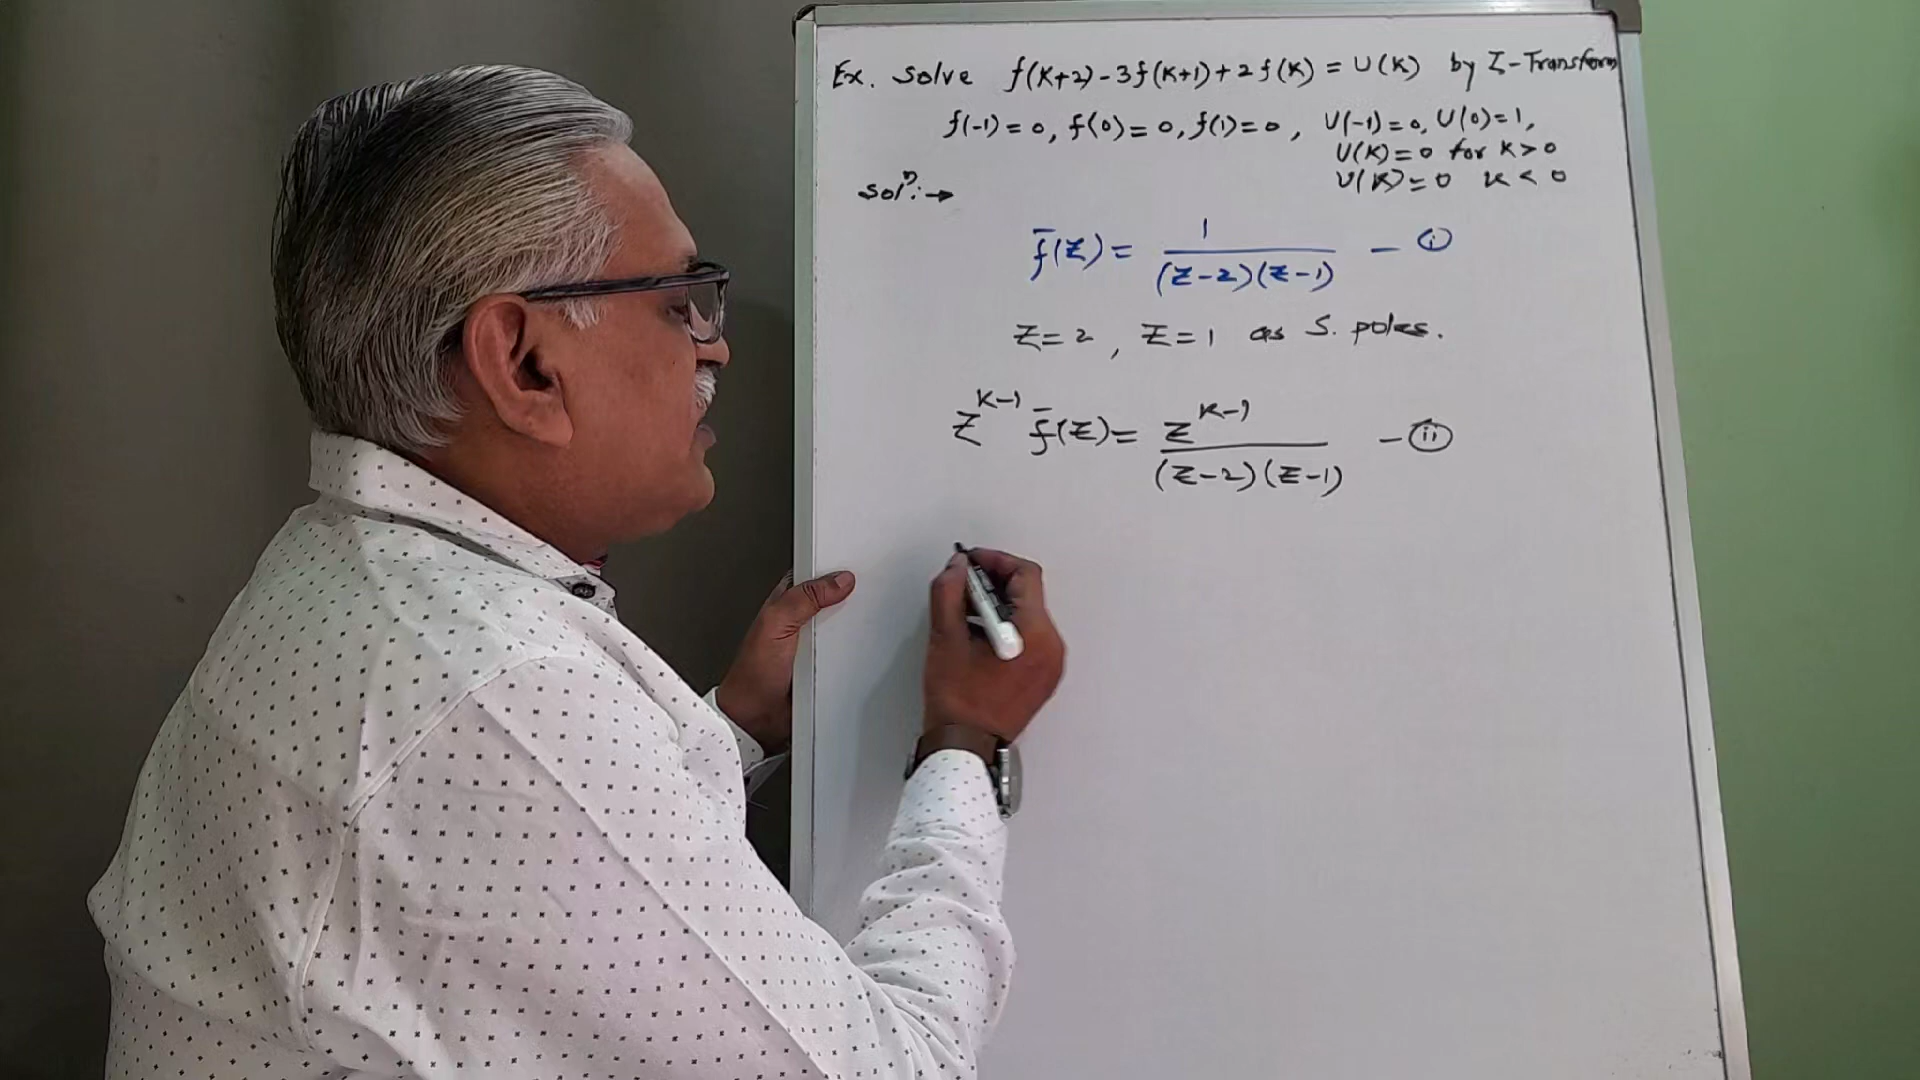 Ex. Solve f(K+2)-3f(K+1)+2f(K) = U(K) by Z-Transform
f(-1)=0, f(0)=0, f(1)=0, U(-1)=0, U(0)=1,
U(K)=0 for K>0
U(K)=0 K<0
Solⁿ:→
f̄(Z) = 1/((Z-2)(Z-1)) - (i)
Z=2, Z=1 as S. poles.
Z^(K-1) f̄(Z) = Z^(K-1)/((Z-2)(Z-1)) - (ii)